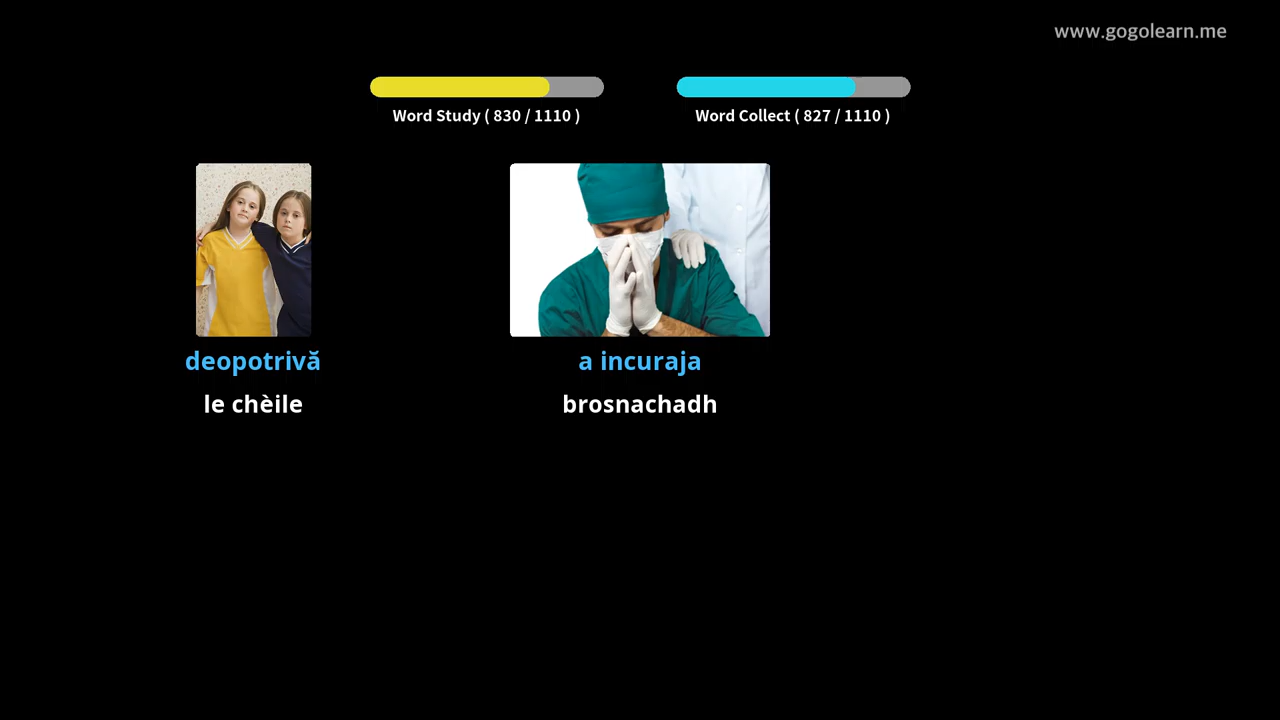 www.gogolearn.me
Word Study ( 830 / 1110 )
Word Collect ( 827 / 1110 )
deopotrivă
le chèile
a incuraja
brosnachadh